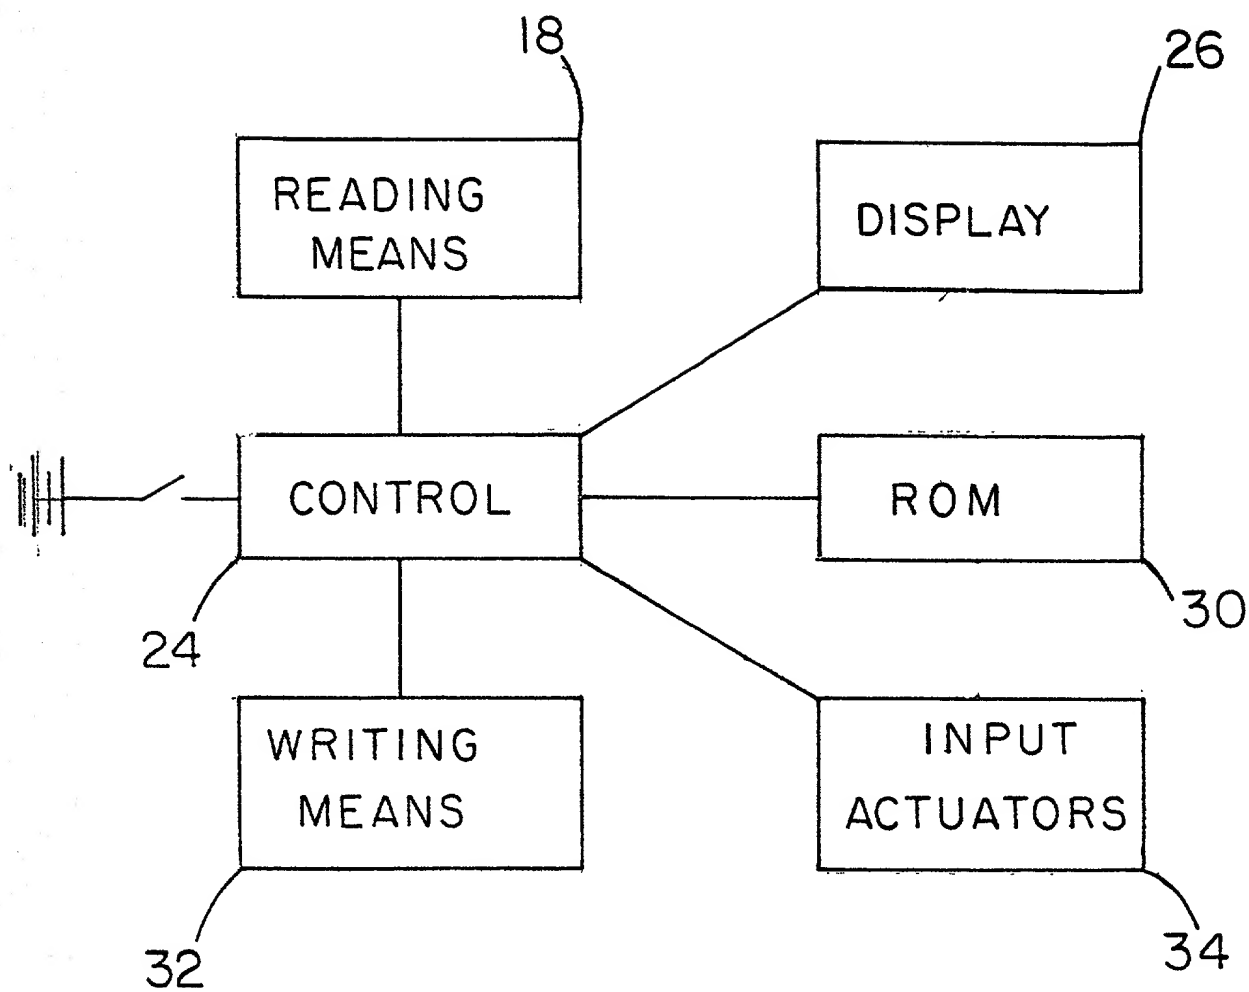 18
26
READING
MEANS
DISPLAY
CONTROL
ROM
24
30
WRITING
MEANS
INPUT
ACTUATORS
32
34